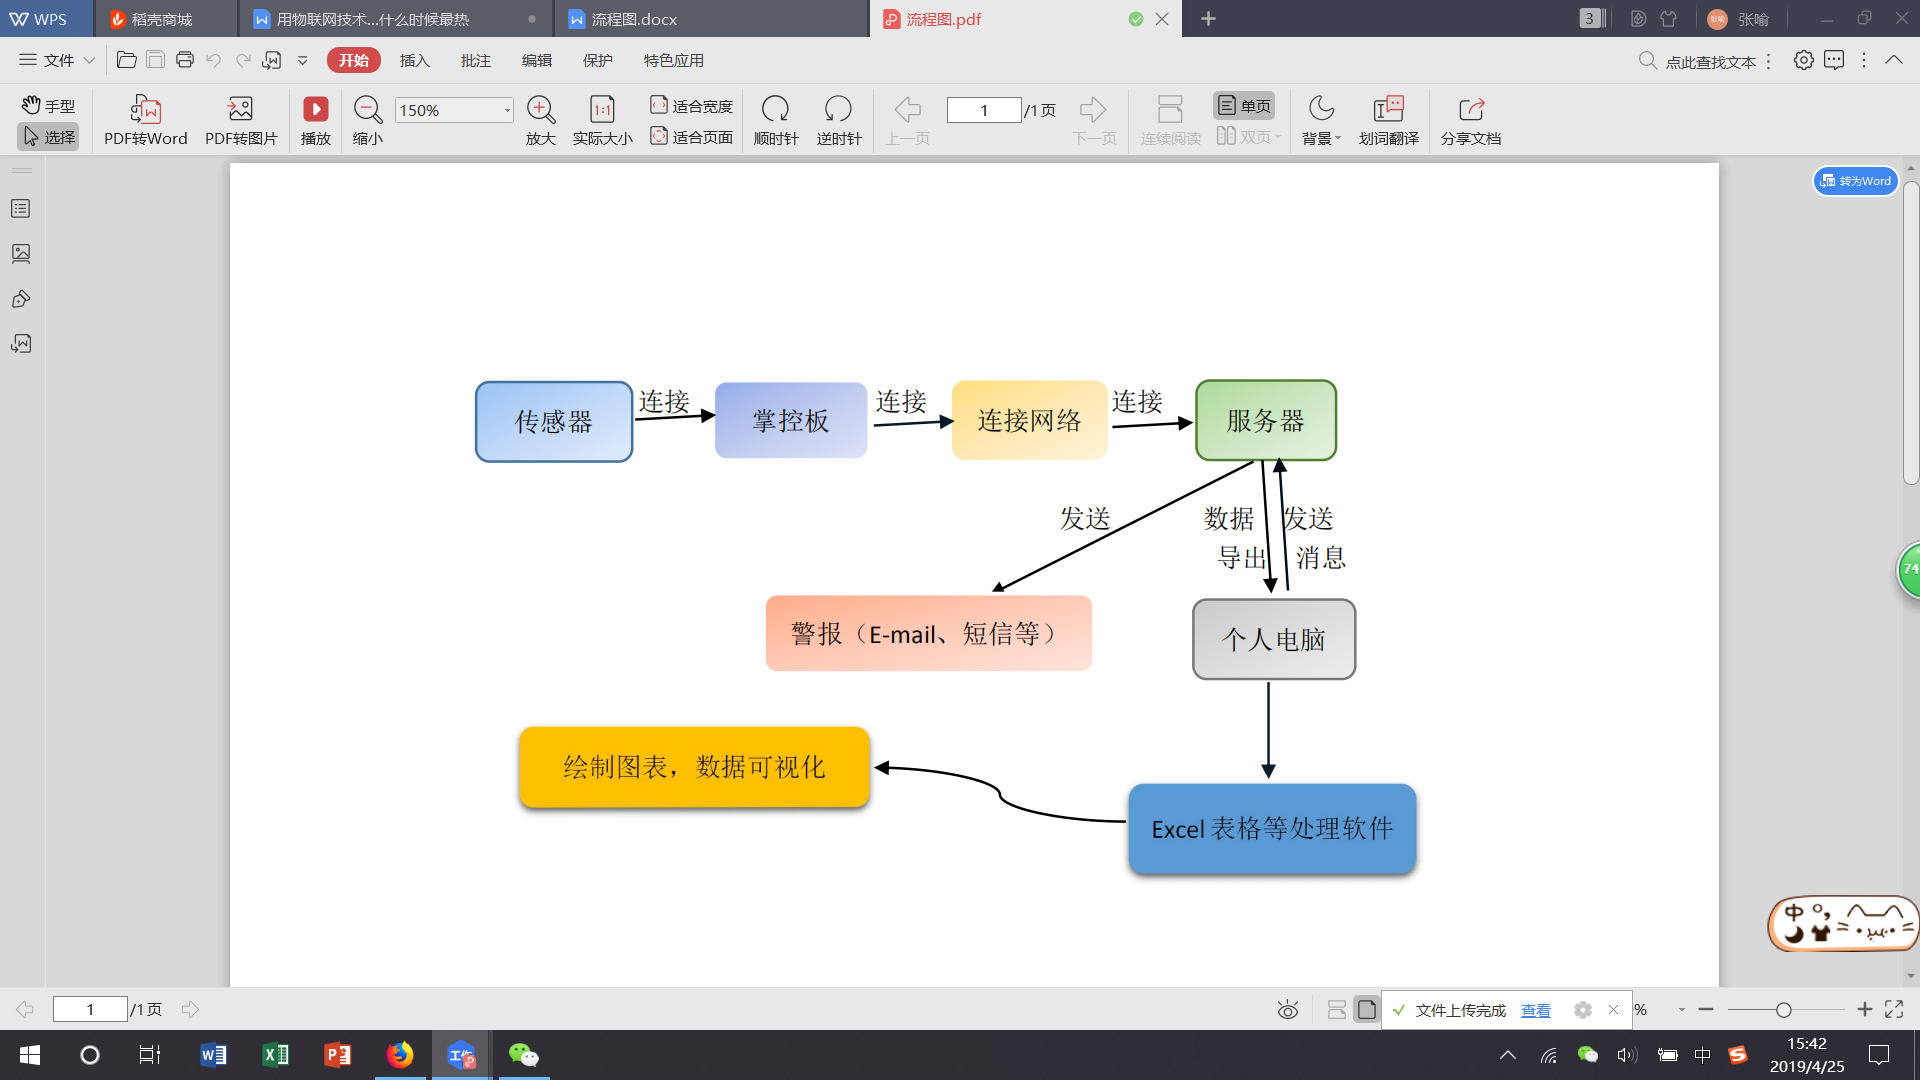 WPS
稻壳商城
用物联网技术...什么时候最热
流程图.docx
流程图.pdf
3
张喻
文件
开始
插入
批注
编辑
保护
特色应用
点此查找文本
手型
选择
PDF转Word
PDF转图片
播放
缩小
150%
放大
1:1
实际大小
适合宽度
适合页面
顺时针
逆时针
上一页
1
/1页
下一页
连续阅读
单页
双页
背景
划词翻译
分享文档
转为Word
传感器
连接
掌控板
连接
连接网络
连接
服务器
发送
数据
导出
发送
消息
警报（E-mail、短信等）
个人电脑
绘制图表，数据可视化
Excel 表格等处理软件
74
中
1
/1页
文件上传完成
查看
%
中
15:42
2019/4/25